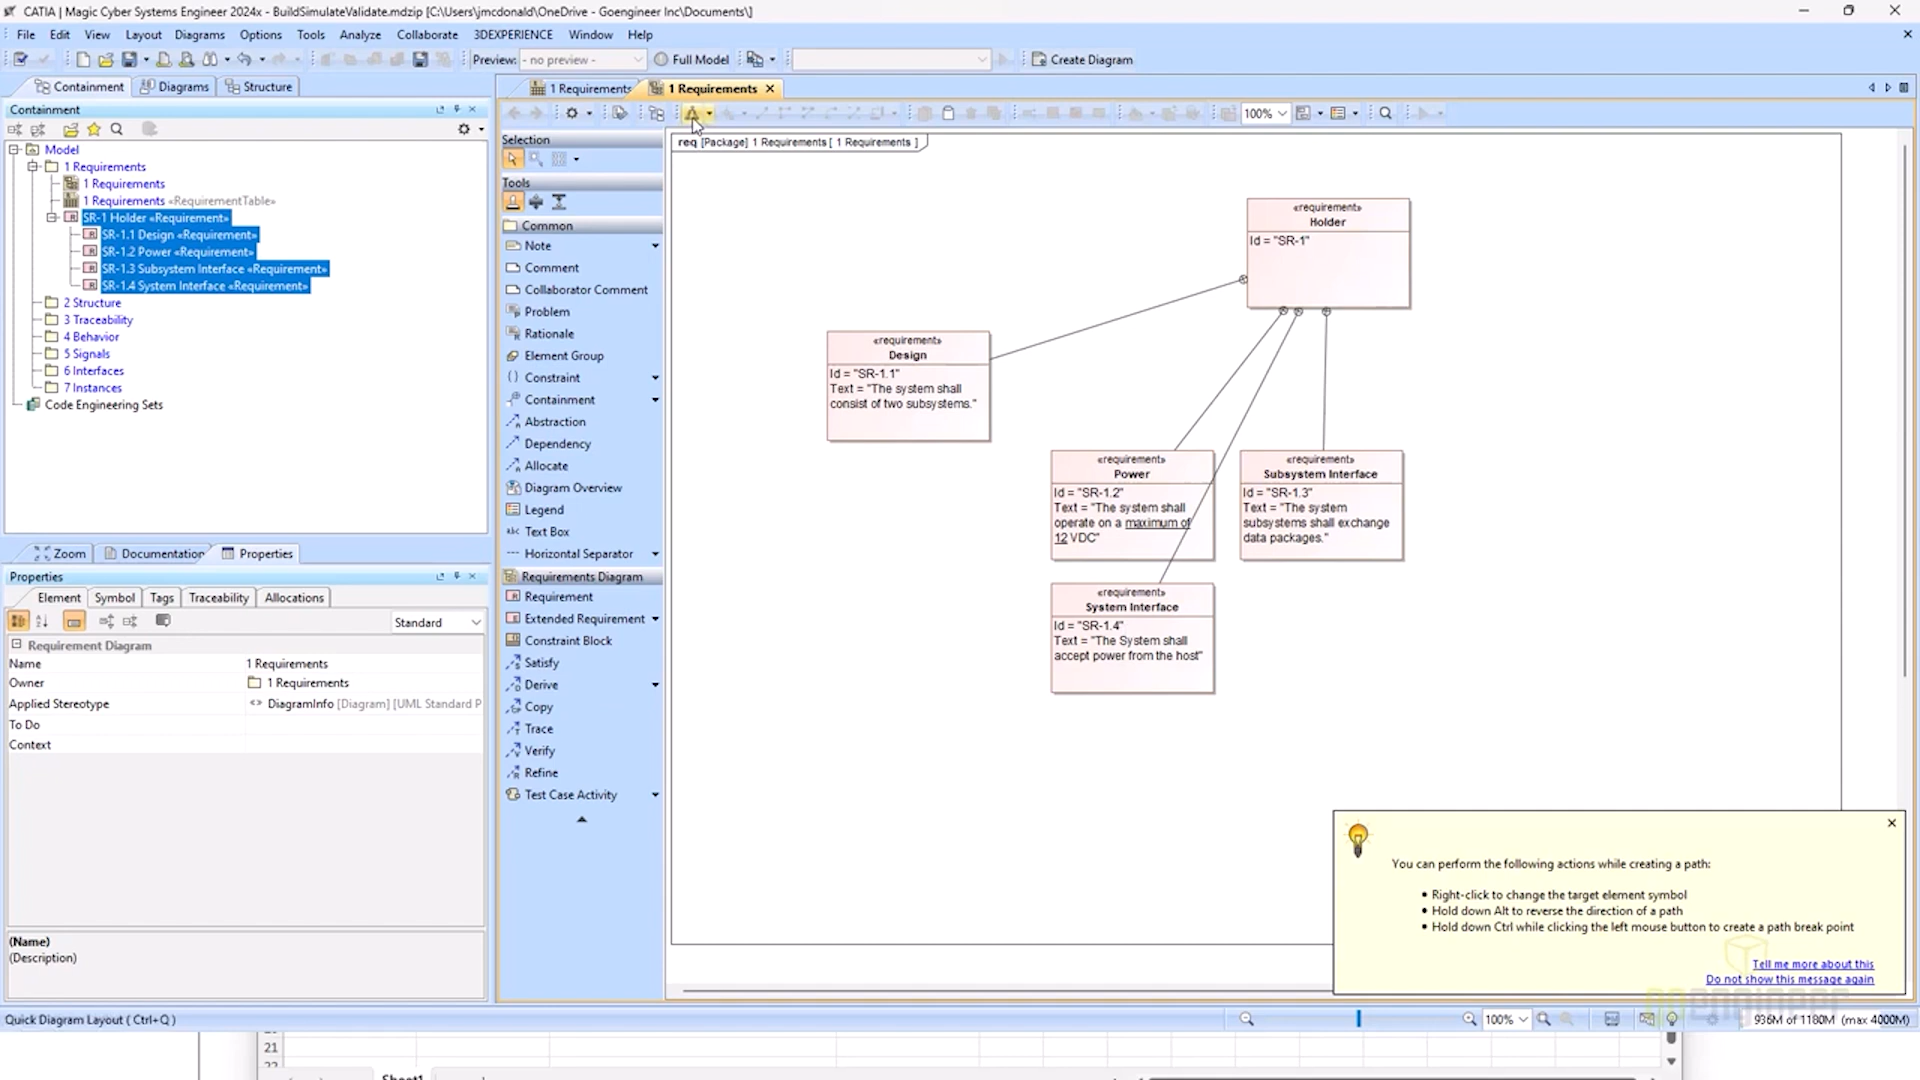 CATIA | Magic Cyber Systems Engineer 2024x - BuildSimulateValidate.mdzip [C:\Users\jmcdonald\OneDrive - Goengineer Inc\Documents\]
File Edit View Layout Diagrams Options Tools Analyze Collaborate 3DEXPERIENCE Window Help
Preview: - no preview - Full Model Create Diagram
Containment Diagrams Structure
1 Requirements 1 Requirements
Containment
100%
Model
1 Requirements
1 Requirements
1 Requirements «RequirementTable»
SR-1 Holder «Requirement»
SR-1.1 Design «Requirement»
SR-1.2 Power «Requirement»
SR-1.3 Subsystem Interface «Requirement»
SR-1.4 System Interface «Requirement»
2 Structure
3 Traceability
4 Behavior
5 Signals
6 Interfaces
7 Instances
Code Engineering Sets
Zoom Documentation Properties
Properties
Element Symbol Tags Traceability Allocations
Standard
Requirement Diagram
Name 1 Requirements
Owner 1 Requirements
Applied Stereotype DiagramInfo [Diagram] [UML Standard P
To Do
Context
(Name)
(Description)
Selection
Tools
Common
Note
Comment
Collaborator Comment
Problem
Rationale
Element Group
Constraint
Containment
Abstraction
Dependency
Allocate
Diagram Overview
Legend
Text Box
Horizontal Separator
Requirements Diagram
Requirement
Extended Requirement
Constraint Block
Satisfy
Derive
Copy
Trace
Verify
Refine
Test Case Activity
req [Package] 1 Requirements [ 1 Requirements ]
«requirement»
Holder
Id = "SR-1"
«requirement»
Design
Id = "SR-1.1"
Text = "The system shall
consist of two subsystems."
«requirement»
Power
Id = "SR-1.2"
Text = "The system shall
operate on a maximum of
12 VDC"
«requirement»
Subsystem Interface
Id = "SR-1.3"
Text = "The system
subsystems shall exchange
data packages."
«requirement»
System Interface
Id = "SR-1.4"
Text = "The System shall
accept power from the host"
You can perform the following actions while creating a path:
• Right-click to change the target element symbol
• Hold down Alt to reverse the direction of a path
• Hold down Ctrl while clicking the left mouse button to create a path break point
Tell me more about this
Do not show this message again
goengineer
Quick Diagram Layout ( Ctrl+Q )
100%
936M of 1180M (max 4000M)
21
22
Sheet1